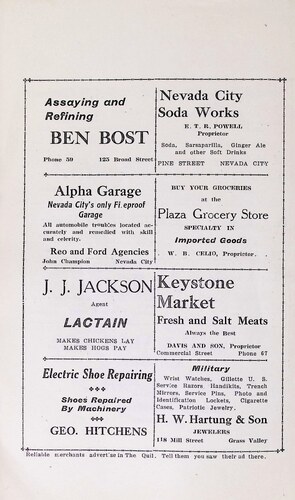 Assaying and
Refining
BEN BOST
Phone 59 123 Broad Street
Nevada City
Soda Works
E. T. R. POWELL
Proprietor
Soda, Sarsaparilla, Ginger Ale
and other Soft Drinks
PINE STREET NEVADA CITY
Alpha Garage
Nevada City's only Fireproof
Garage
All automobile troubles located ac-
curately and remedied with skill
and celerity.
Reo and Ford Agencies
John Champion Nevada City
BUY YOUR GROCERIES
at the
Plaza Grocery Store
SPECIALTY IN
Imported Goods
W. B. CELIO, Proprietor.
J. J. JACKSON
Agent
LACTAIN
MAKES CHICKENS LAY
MAKES HOGS PAY
Keystone
Market
Fresh and Salt Meats
Always the Best
DAVIS AND SON, Proprietor
Commercial Street Phone 67
Electric Shoe Repairing
Shoes Repaired
By Machinery
GEO. HITCHENS
Military
Wrist Watches, Gillette U. S.
Service Razors Handkifs, Trench
Mirrors, Service Pins, Photo and
Identification Lockets, Cigarette
Cases, Patriotic Jewelry.
H. W. Hartung & Son
JEWELERS
118 Mill Street Grass Valley
Reliable merchants advertise in The Quill. Tell them you saw their ad there.